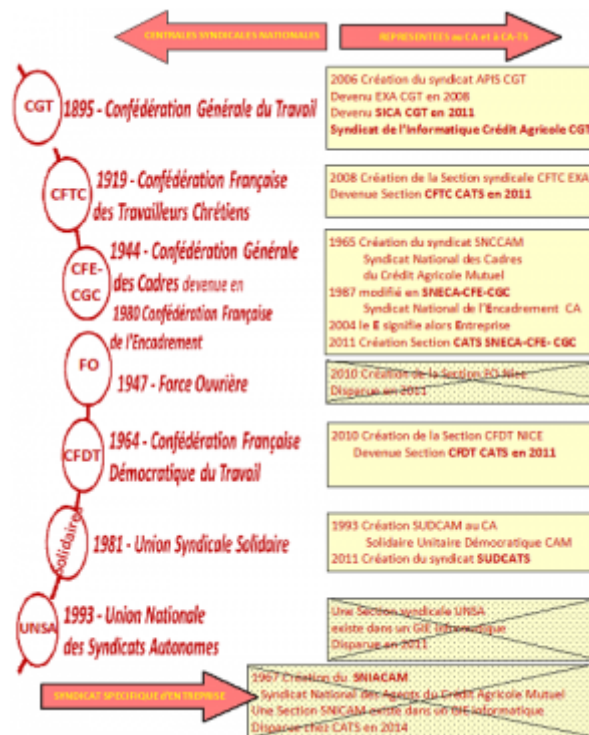 CENTRALES SYNDICALES NATIONALES
REPRESENTEES au CA et à CA-TS
CGT
1895 - Confédération Générale du Travail
2006 Création du syndicat APIS CGT
Devenu EXA CGT en 2008
Devenu SICA CGT en 2011
Syndicat de l'Informatique Crédit Agricole CGT
CFTC
1919 - Confédération Française
des Travailleurs Chrétiens
2008 Création de la Section syndicale CFTC EXA
Devenue Section CFTC CATS en 2011
CFE-
CGC
1944 - Confédération Générale
des Cadres devenue en
1980 Confédération Française
de l'Encadrement
1965 Création du syndicat SNCCAM
Syndicat National des Cadres
du Crédit Agricole Mutuel
1987 modifié en SNECA-CFE-CGC
Syndicat National de l'Encadrement CA
2004 le E signifie alors Entreprise
2011 Création Section CATS SNECA-CFE- CGC
FO
1947 - Force Ouvrière
2010 Création de la Section FO Nice
Disparue en 2011
CFDT
1964 - Confédération Française
Démocratique du Travail
2010 Création de la Section CFDT NICE
Devenue Section CFDT CATS en 2011
Solidaires
1981 - Union Syndicale Solidaire
1993 Création SUDCAM au CA
Solidaire Unitaire Démocratique CAM
2011 Création du syndicat SUDCATS
UNSA
1993 - Union Nationale
des Syndicats Autonomes
Une Section syndicale UNSA
existe dans un GIE informatique
Disparue en 2011
SYNDICAT SPECIFIQUE d'ENTREPRISE
1967 Création du SNIACAM
Syndicat National des Agents du Crédit Agricole Mutuel
Une Section SNICAM existe dans un GIE informatique
Disparue chez CATS en 2014